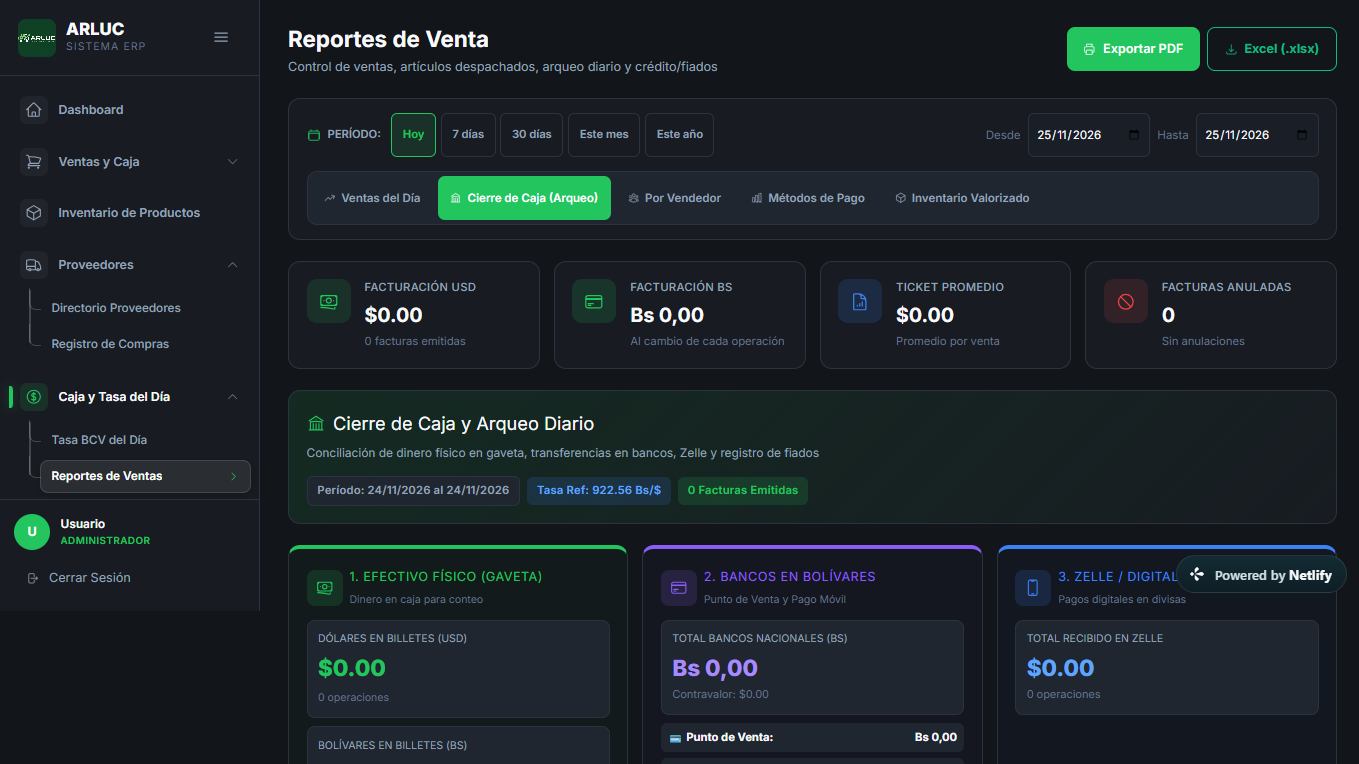 ARLUC
ARLUC
SISTEMA ERP
Dashboard
Ventas y Caja
Inventario de Productos
Proveedores
Directorio Proveedores
Registro de Compras
Caja y Tasa del Día
Tasa BCV del Día
Reportes de Ventas
U
Usuario
ADMINISTRADOR
Cerrar Sesión
Reportes de Venta
Control de ventas, artículos despachados, arqueo diario y crédito/fiados
Exportar PDF
Excel (.xlsx)
PERÍODO: Hoy 7 días 30 días Este mes Este año Desde 25/11/2026 Hasta 25/11/2026
Ventas del Día Cierre de Caja (Arqueo) Por Vendedor Métodos de Pago Inventario Valorizado
FACTURACIÓN USD
$0.00
0 facturas emitidas
FACTURACIÓN BS
Bs 0,00
Al cambio de cada operación
TICKET PROMEDIO
$0.00
Promedio por venta
FACTURAS ANULADAS
0
Sin anulaciones
Cierre de Caja y Arqueo Diario
Conciliación de dinero físico en gaveta, transferencias en bancos, Zelle y registro de fiados
Período: 24/11/2026 al 24/11/2026 Tasa Ref: 922.56 Bs/$ 0 Facturas Emitidas
1. EFECTIVO FÍSICO (GAVETA)
Dinero en caja para conteo
DÓLARES EN BILLETES (USD)
$0.00
0 operaciones
BOLÍVARES EN BILLETES (BS)
2. BANCOS EN BOLÍVARES
Punto de Venta y Pago Móvil
TOTAL BANCOS NACIONALES (BS)
Bs 0,00
Contravalor: $0.00
Punto de Venta: Bs 0,00
3. ZELLE / DIGITAL
Pagos digitales en divisas
TOTAL RECIBIDO EN ZELLE
$0.00
0 operaciones
Powered by Netlify